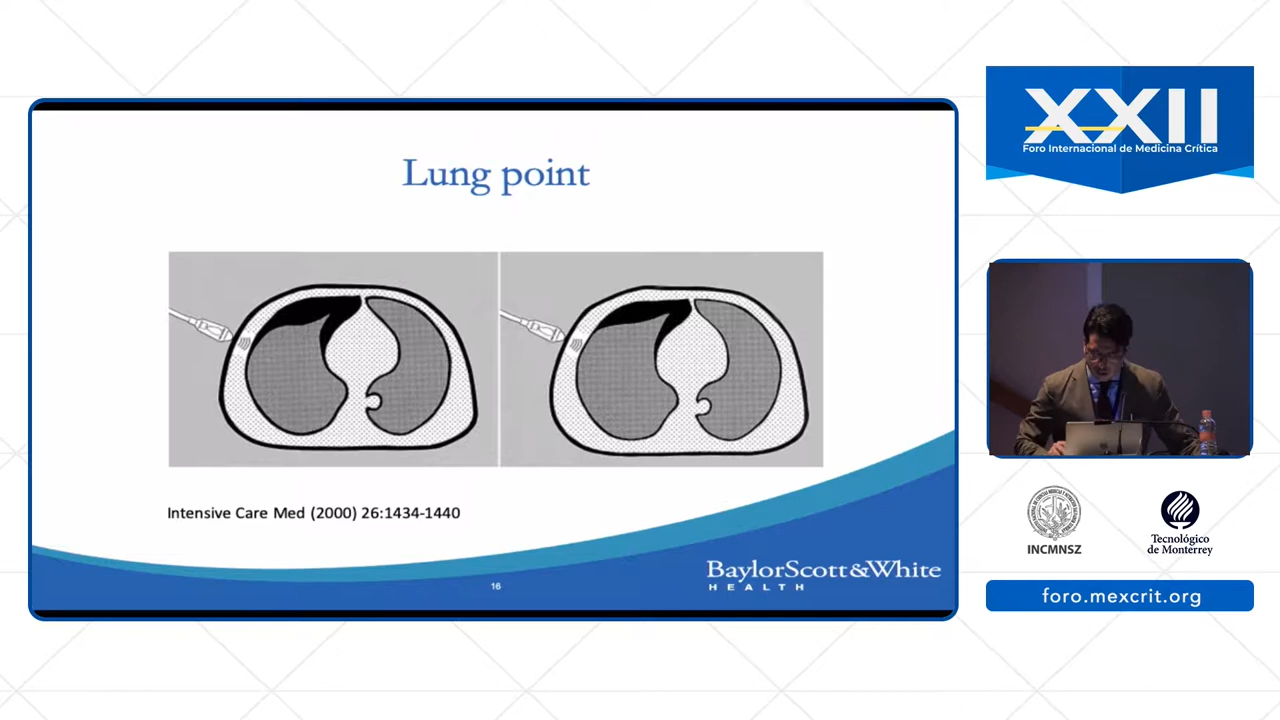 Lung point
Intensive Care Med (2000) 26:1434-1440
16
BaylorScott&White
HEALTH
XXII
Foro Internacional de Medicina Crítica
INCMNSZ
Tecnológico
de Monterrey
foro.mexcrit.org